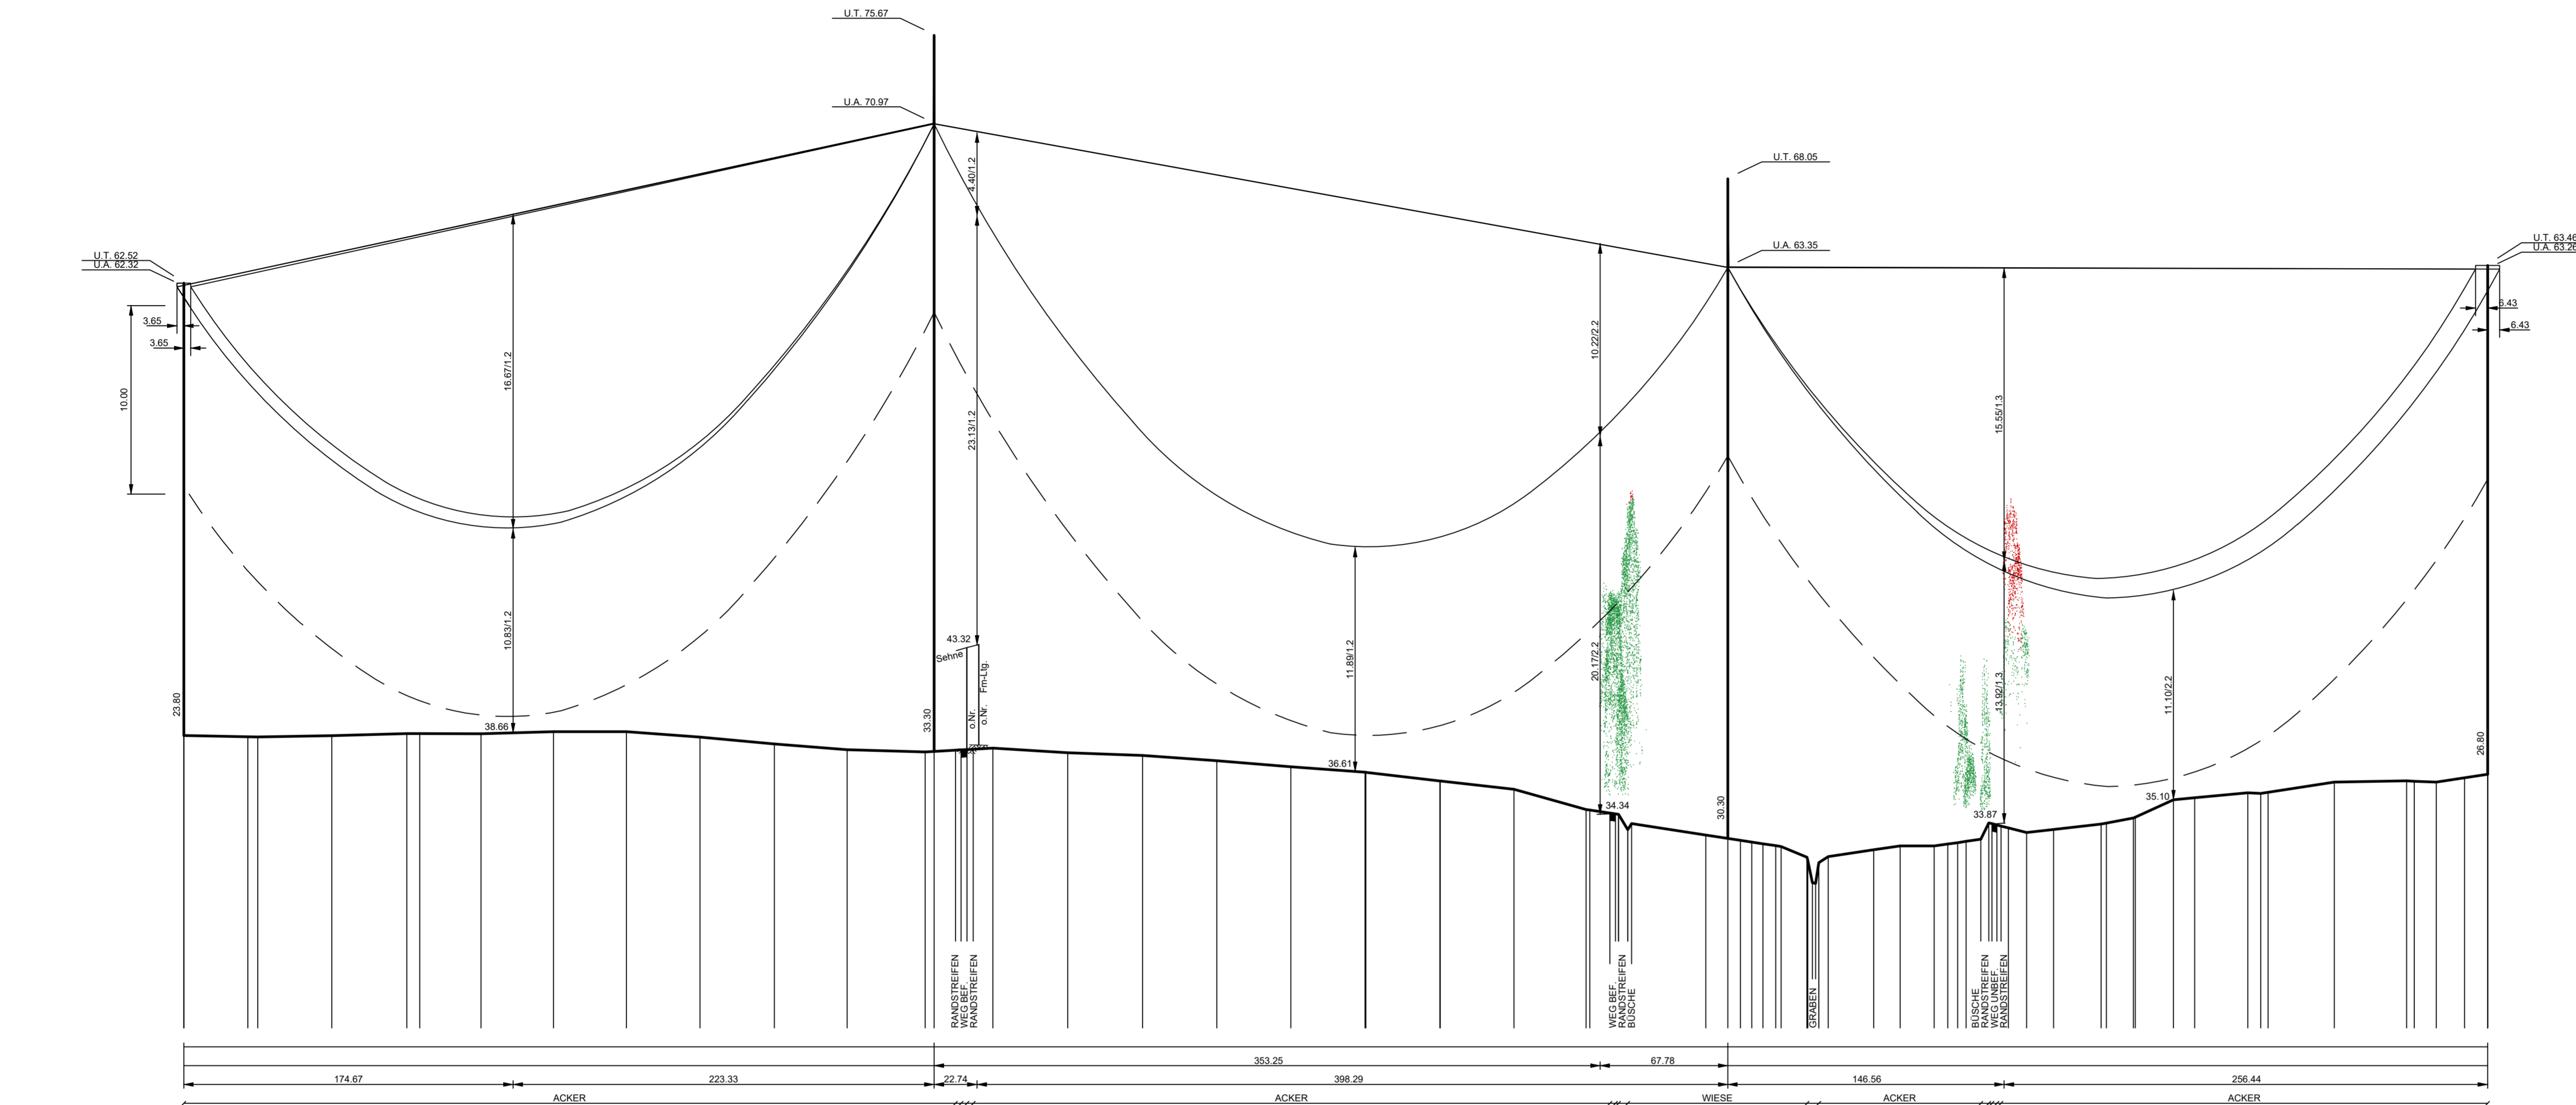 U.T. 75.67
U.A. 70.97
U.T. 68.05
U.A. 63.35
U.T. 62.52
U.A. 62.32
U.T. 63.46
U.A. 63.26
3.65
3.65
10.00
6.43
6.43
4.40/1.2
16.67/1.2
23.13/1.2
10.22/2.2
15.55/1.3
10.83/1.2
11.89/1.2
20.17/2.2
13.92/1.3
11.10/2.2
43.32
Sehne
o.Nr.
o.Nr. Fm-Ltg.
23.80
38.66
33.30
36.61
34.34
30.30
33.87
35.10
26.80
RANDSTREIFEN
WEG BEF.
RANDSTREIFEN
WEG BEF.
RANDSTREIFEN
BÜSCHE
GRABEN
BÜSCHE
RANDSTREIFEN
WEG UNBEF.
RANDSTREIFEN
353.25
67.78
174.67
223.33
22.74
398.29
146.56
256.44
ACKER
ACKER
WIESE
ACKER
ACKER